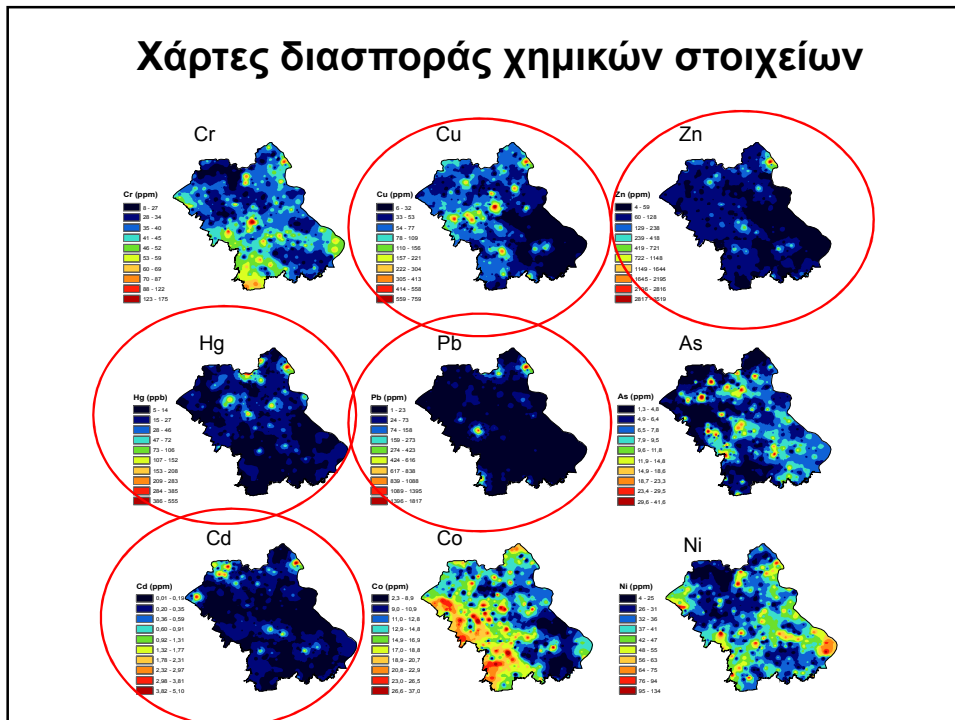 Χάρτες διασποράς χημικών στοιχείων
Cr
Cr (ppm)
8 - 27
28 - 34
35 - 40
41 - 45
46 - 52
53 - 59
60 - 69
70 - 87
88 - 122
123 - 175
Cu
Cu (ppm)
6 - 32
33 - 53
54 - 77
78 - 109
110 - 156
157 - 221
222 - 304
305 - 413
414 - 558
559 - 759
Zn
Zn (ppm)
4 - 59
60 - 128
129 - 238
239 - 418
419 - 721
722 - 1148
1149 - 1644
1645 - 2195
2196 - 2816
2817 - 3519
Hg
Hg (ppb)
5 - 14
15 - 27
28 - 46
47 - 72
73 - 106
107 - 152
153 - 208
209 - 283
284 - 385
386 - 555
Pb
Pb (ppm)
1 - 23
24 - 73
74 - 158
159 - 273
274 - 423
424 - 616
617 - 838
839 - 1088
1089 - 1395
1396 - 1817
As
As (ppm)
1,3 - 4,8
4,9 - 6,4
6,5 - 7,8
7,9 - 9,5
9,6 - 11,8
11,9 - 14,8
14,9 - 18,6
18,7 - 23,3
23,4 - 29,5
29,6 - 41,6
Cd
Cd (ppm)
0,01 - 0,19
0,20 - 0,35
0,36 - 0,59
0,60 - 0,91
0,92 - 1,31
1,32 - 1,77
1,78 - 2,31
2,32 - 2,97
2,98 - 3,81
3,82 - 5,10
Co
Co (ppm)
2,3 - 8,9
9,0 - 10,9
11,0 - 12,8
12,9 - 14,8
14,9 - 16,9
17,0 - 18,8
18,9 - 20,7
20,8 - 22,9
23,0 - 26,5
26,6 - 37,0
Ni
Ni (ppm)
4 - 25
26 - 31
32 - 36
37 - 41
42 - 47
48 - 55
56 - 63
64 - 75
76 - 94
95 - 134